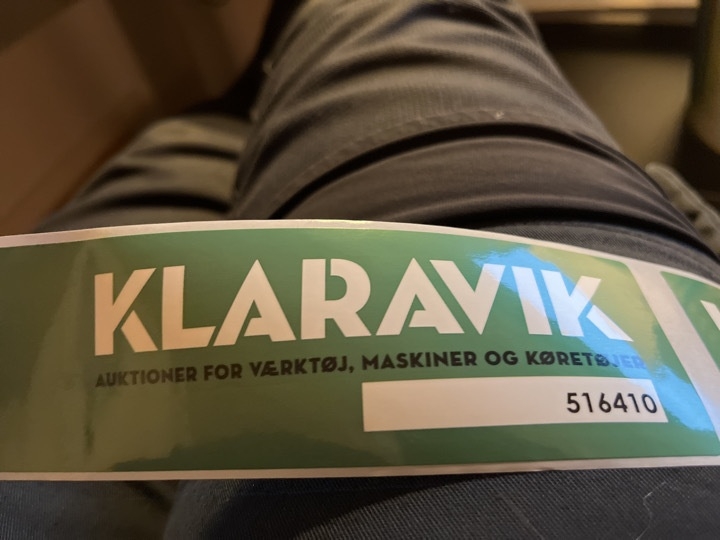 KLARAVIK
AUKTIONER FOR VÆRKTØJ, MASKINER OG KØRETØJER
516410